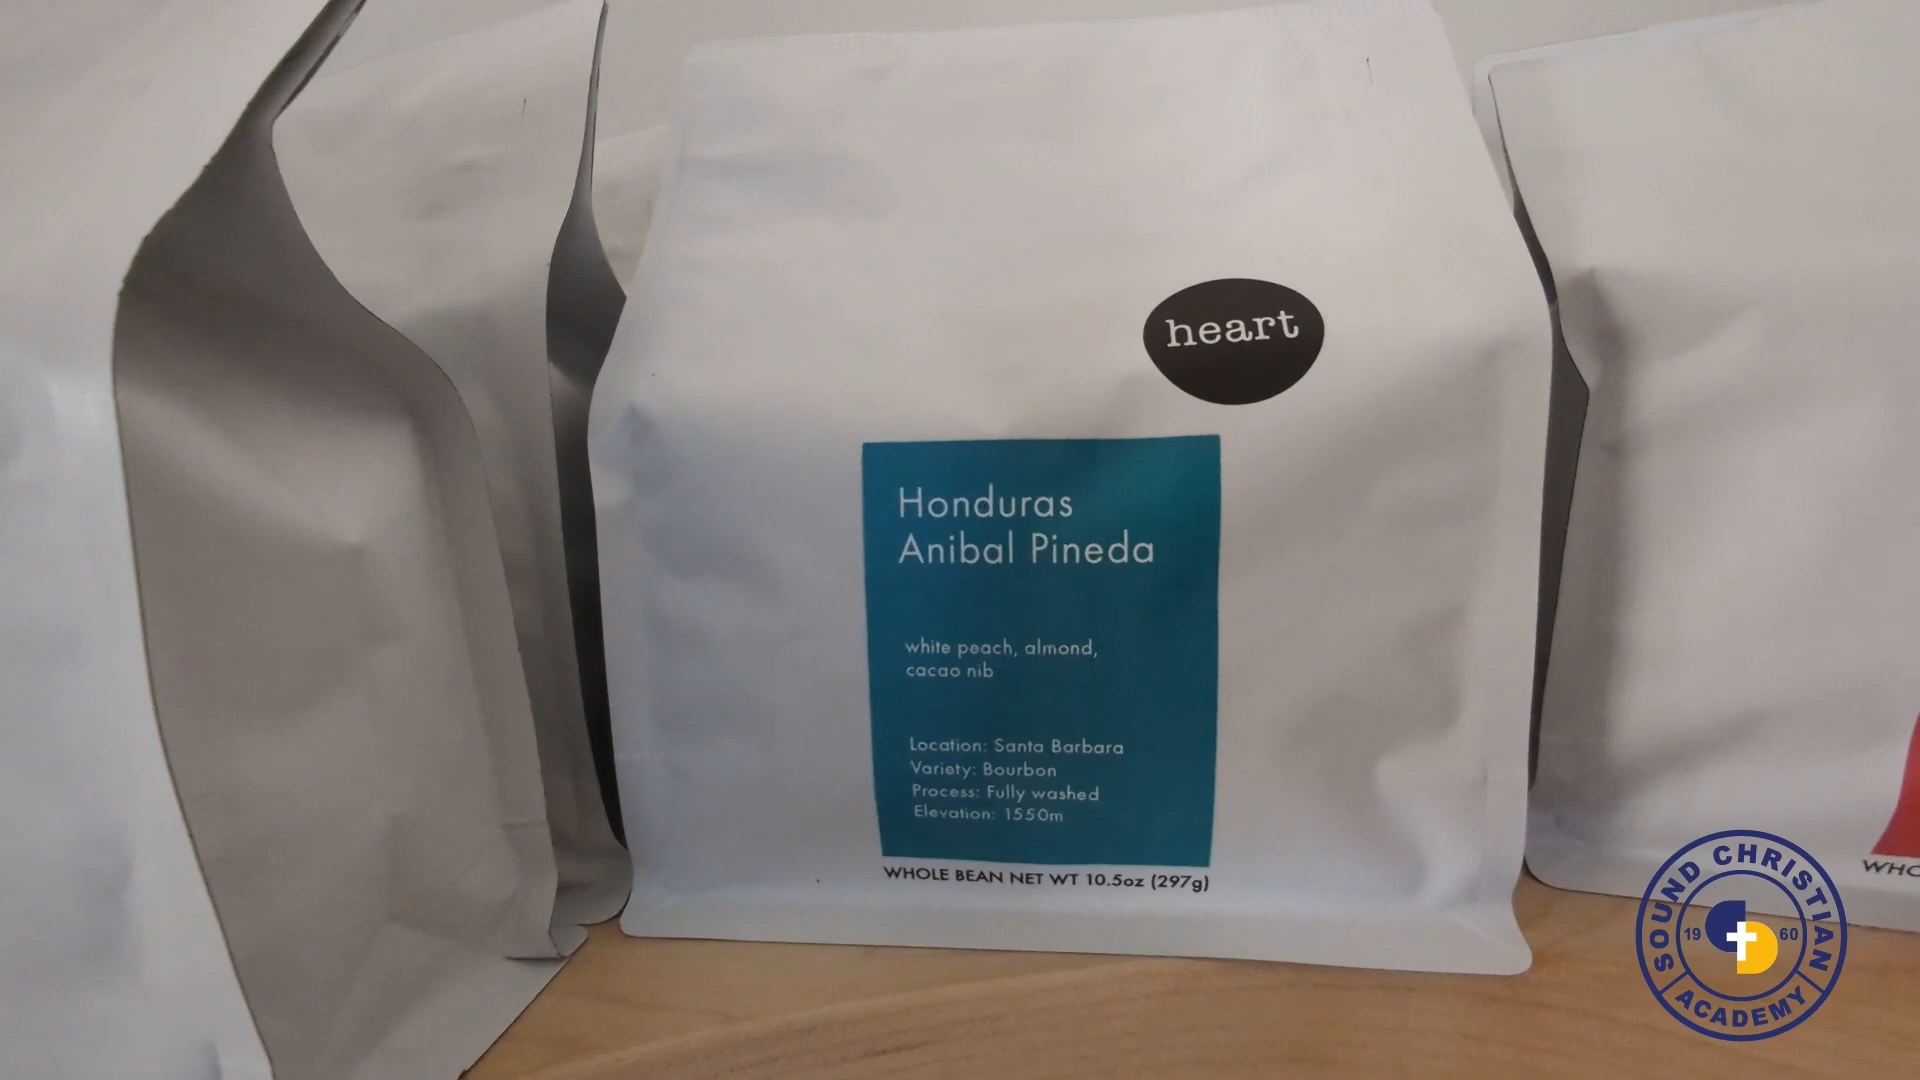 heart
Honduras
Anibal Pineda
white peach, almond,
cacao nib
Location: Santa Barbara
Variety: Bourbon
Process: Fully washed
Elevation: 1550m
WHOLE BEAN NET WT 10.5oz (297g)
WHO
SOUND CHRISTIAN
19 60
ACADEMY